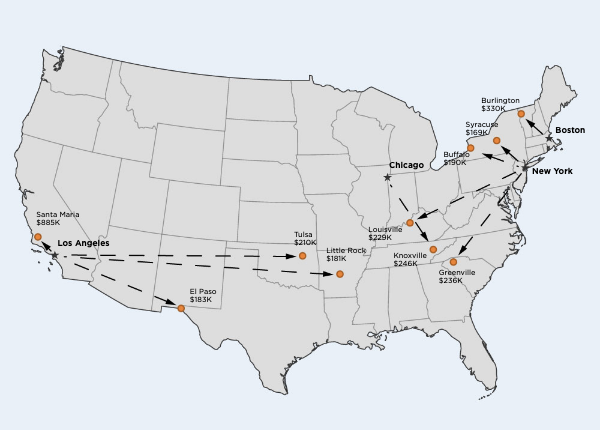 Burlington
$330K
Syracuse
$169K
Boston
Buffalo
$190K
Chicago
New York
Santa Maria
$885K
Louisville
$229K
Tulsa
$210K
Los Angeles
Little Rock
$181K
Knoxville
$246K
Greenville
$236K
El Paso
$183K